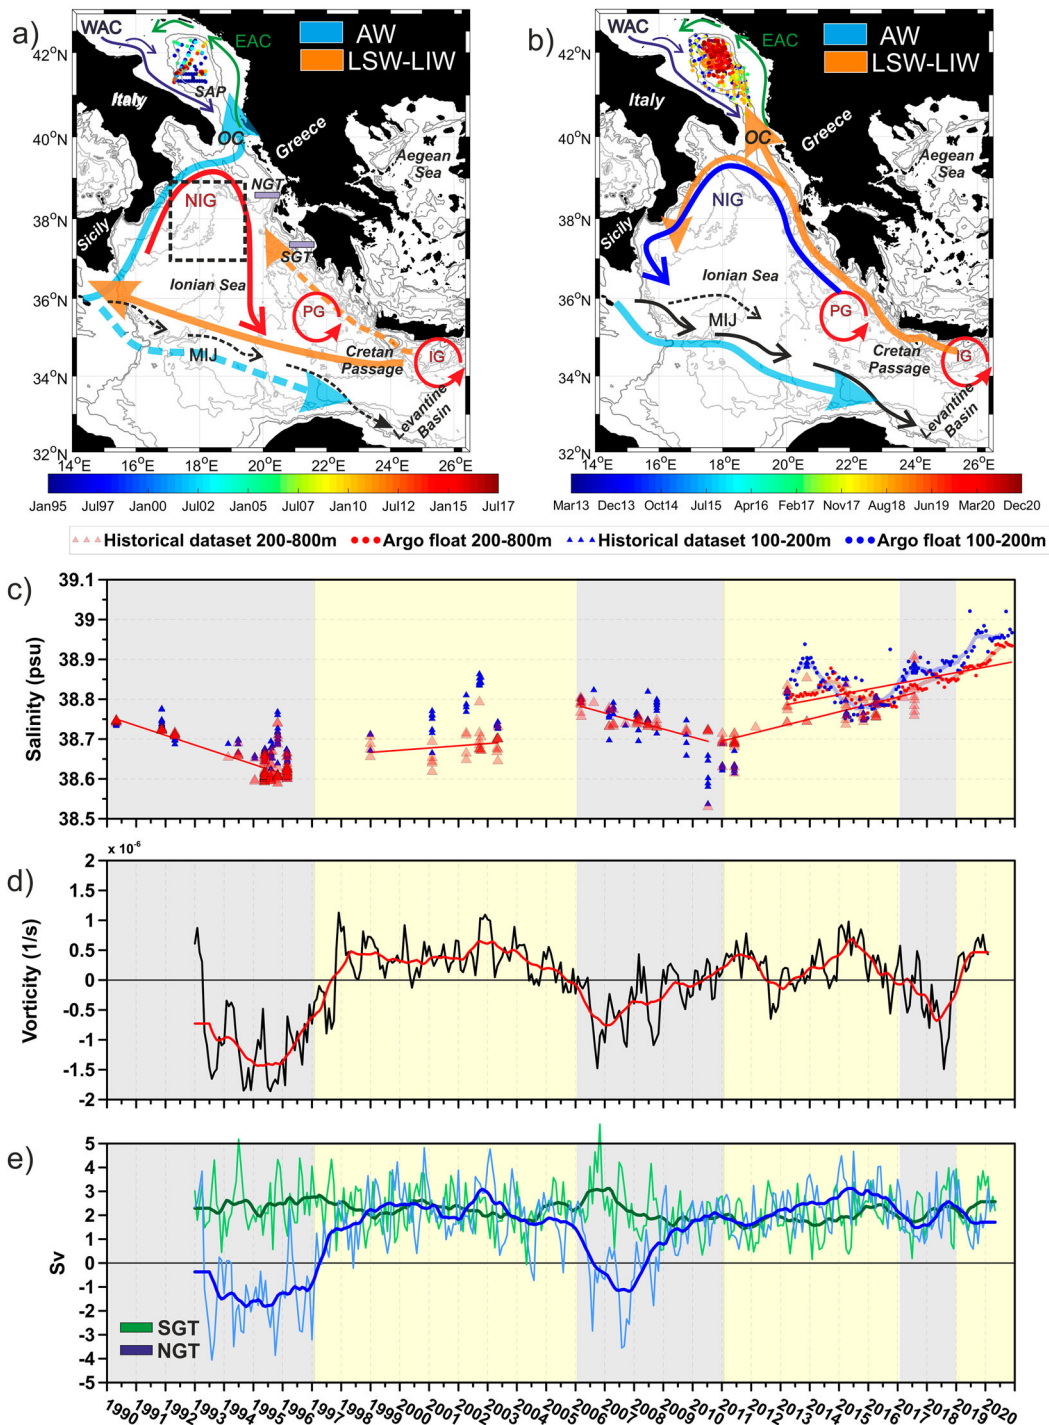 a)
WAC
EAC
AW
LSW-LIW
42°N
SAP
Italy
40°N
OC
Greece
Aegean
Sea
NGT
NIG
38°N
Sicily
SGT
Ionian Sea
36°N
PG
MIJ
Cretan
Passage
IG
34°N
Levantine
Basin
32°N
14°E 16°E 18°E 20°E 22°E 24°E 26°E
Jan95 Jul97 Jan00 Jul02 Jan05 Jul07 Jan10 Jul12 Jan15 Jul17
b)
WAC
EAC
AW
LSW-LIW
42°N
Italy
40°N
OC
Greece
Aegean
Sea
NIG
38°N
Sicily
Ionian Sea
36°N
PG
MIJ
Cretan
Passage
IG
34°N
Levantine
Basin
32°N
14°E 16°E 18°E 20°E 22°E 24°E 26°E
Mar13 Dec13 Oct14 Jul15 Apr16 Feb17 Nov17 Aug18 Jun19 Mar20 Dec20
Historical dataset 200-800m Argo float 200-800m Historical dataset 100-200m Argo float 100-200m
c)
Salinity (psu)
39.1
39
38.9
38.8
38.7
38.6
38.5
d)
x 10⁻⁶
Vorticity (1/s)
2
1.5
1
0.5
0
-0.5
-1
-1.5
-2
e)
Sv
5
4
3
2
1
0
-1
-2
-3
-4
-5
SGT
NGT
1990 1991 1992 1993 1994 1995 1996 1997 1998 1999 2000 2001 2002 2003 2004 2005 2006 2007 2008 2009 2010 2011 2012 2013 2014 2015 2016 2017 2018 2019 2020